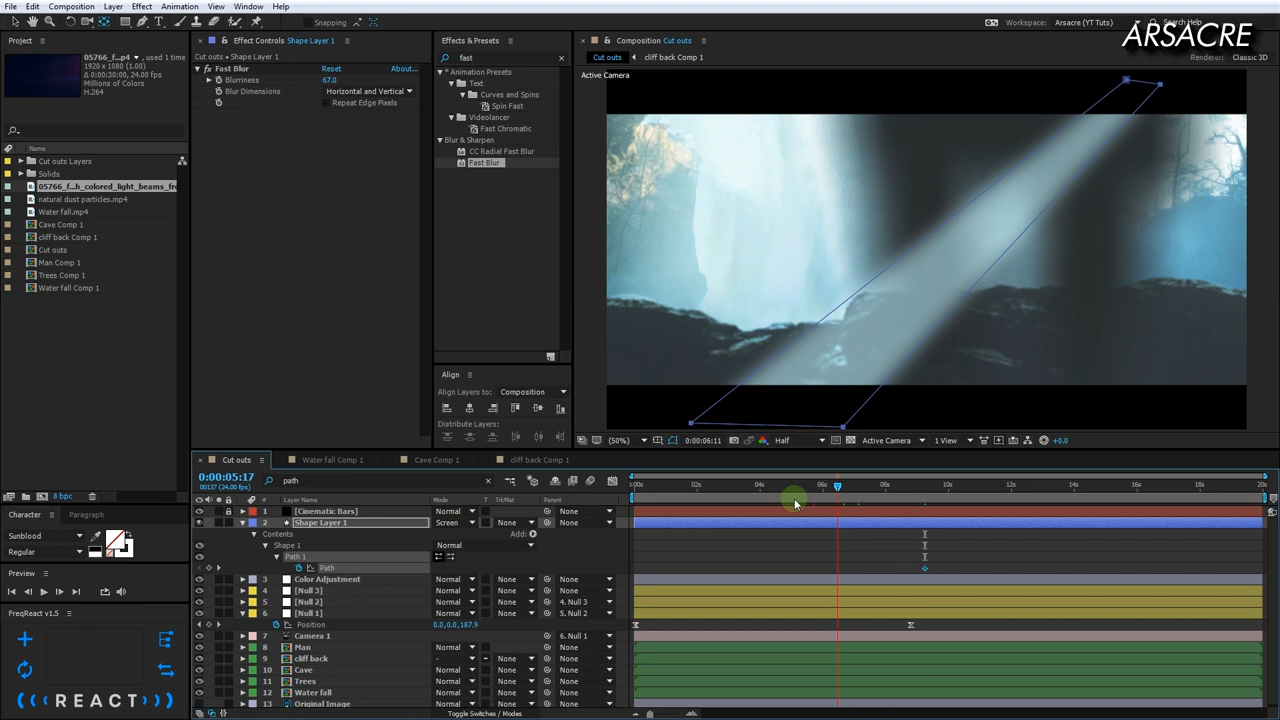 File Edit Composition Layer Effect Animation View Window Help
Snapping
Workspace: Arsacre (YT Tuts)
Search Help
ARSACRE
Project
Effect Controls Shape Layer 1
Effects & Presets
Composition Cut outs
05766_f...p4 , used 1 time
1920 x 1080 (1.00)
Δ 0:00:30:00, 24.00 fps
Millions of Colors
H.264
Cut outs • Shape Layer 1
fx Fast Blur Reset About...
Blurriness 67.0
Blur Dimensions Horizontal and Vertical
Repeat Edge Pixels
fast
* Animation Presets
Text
Curves and Spins
Spin Fast
Videolancer
Fast Chromatic
Blur & Sharpen
CC Radial Fast Blur
Fast Blur
Cut outs cliff back Comp 1
Renderer: Classic 3D
Active Camera
Name
Cut outs Layers
Solids
05766_f...h_colored_light_beams_fro
natural dust particles.mp4
Water fall.mp4
Cave Comp 1
cliff back Comp 1
Cut outs
Man Comp 1
Trees Comp 1
Water fall Comp 1
Align
Align Layers to: Composition
Distribute Layers:
(50%) 0:00:06:11 Half Active Camera 1 View +0.0
8 bpc
Cut outs Water fall Comp 1 Cave Comp 1 cliff back Comp 1
0:00:05:17
00137 (24.00 fps)
path
:00s 02s 04s 06s 08s 10s 12s 14s 16s 18s 20s
# Layer Name Mode T TrkMat Parent
1 [Cinematic Bars] Normal None
2 Shape Layer 1 Screen None None
Contents Add:
Shape 1 Normal
Path 1
Path
3 Color Adjustment Normal None None
4 [Null 3] Normal None None
5 [Null 2] Normal None 4. Null 3
6 [Null 1] Normal None 5. Null 2
Position 0.0,0.0,187.9
7 Camera 1 6. Null 1
8 Man Normal None None
9 cliff back - None None
10 Cave Normal None None
11 Trees Normal None None
12 Water fall Normal None None
13 Original Image Normal None None
Toggle Switches / Modes
Character Paragraph
Sunblood
Regular
Preview
FreqReact v1.5
REACT